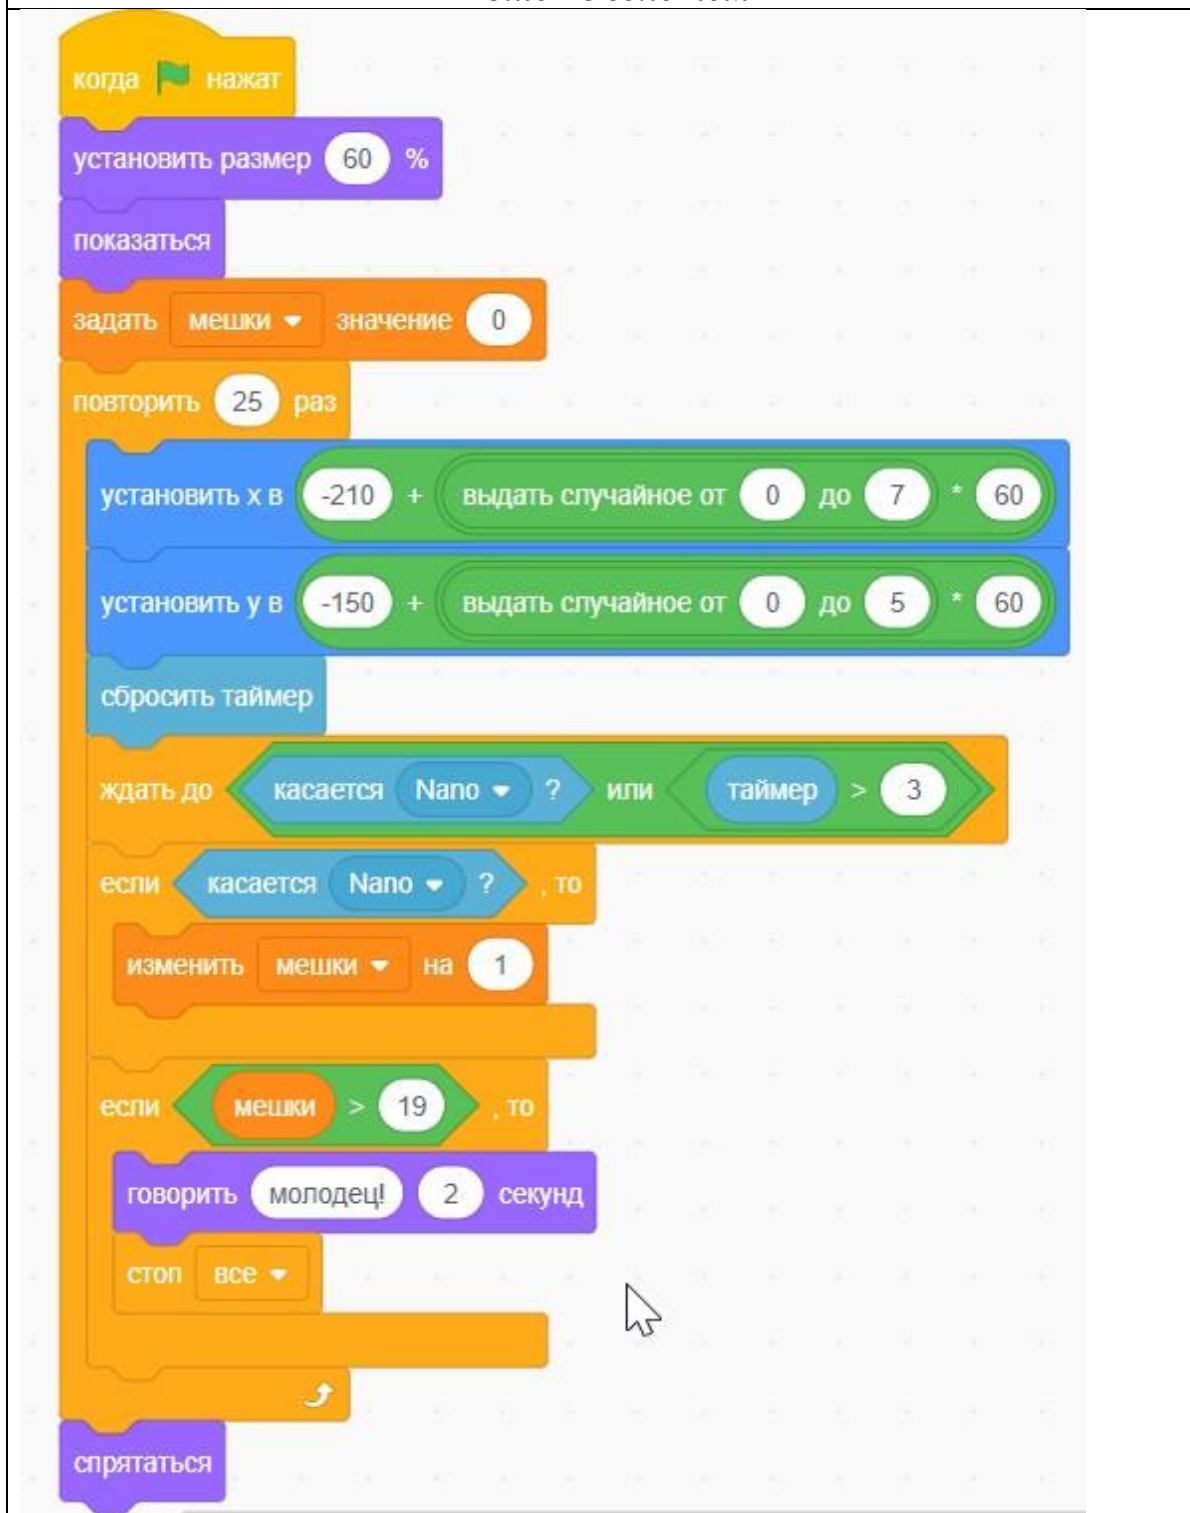 когда нажат
установить размер 60 %
показаться
задать мешки значение 0
повторить 25 раз
установить x в -210 + выдать случайное от 0 до 7 * 60
установить y в -150 + выдать случайное от 0 до 5 * 60
сбросить таймер
ждать до касается Nano ? или таймер > 3
если касается Nano ? , то
изменить мешки на 1
если мешки > 19 , то
говорить молодец! 2 секунд
стоп все
спрятаться